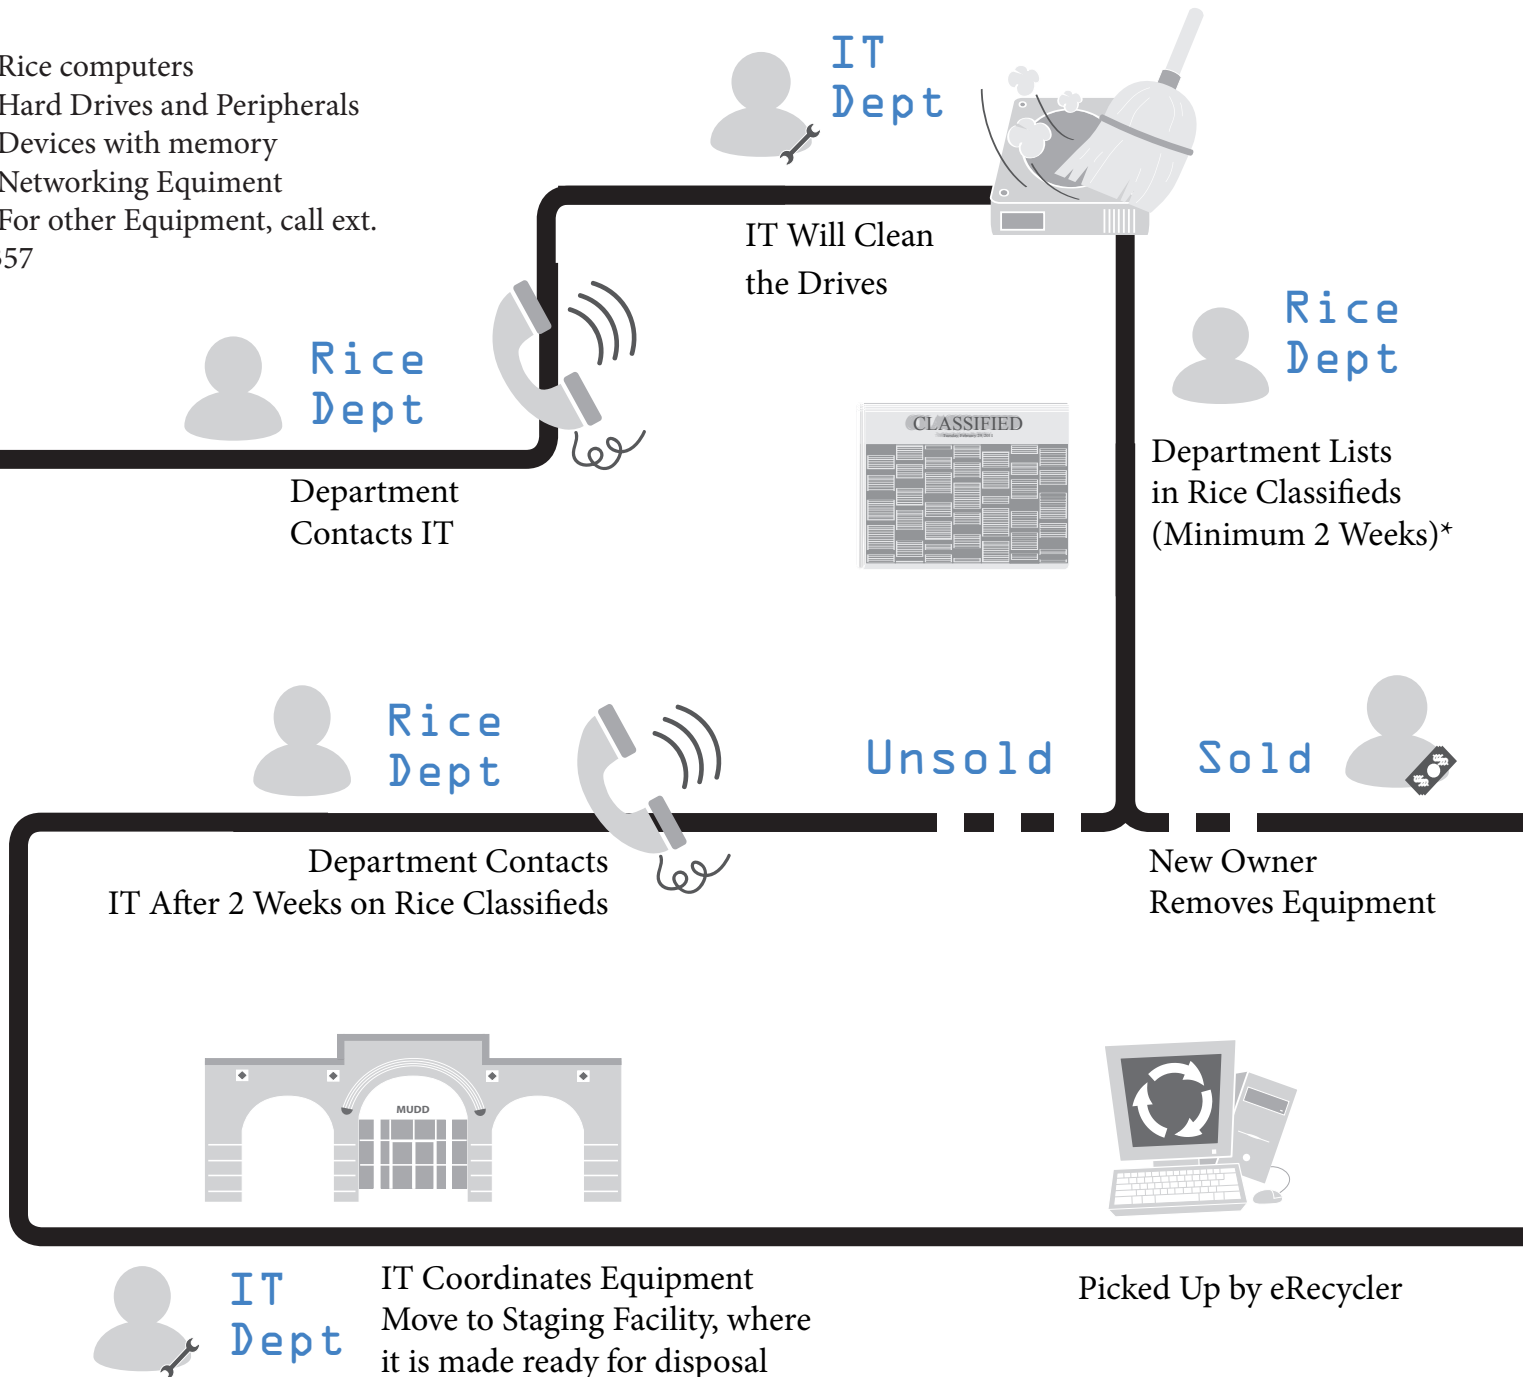 Rice computers
Hard Drives and Peripherals
Devices with memory
Networking Equiment
For other Equipment, call ext.
57
IT
Dept
IT Will Clean
the Drives
Rice
Dept
Department
Contacts IT
Rice
Dept
CLASSIFIED
Department Lists
in Rice Classifieds
(Minimum 2 Weeks)*
Rice
Dept
Unsold
Sold
Department Contacts
IT After 2 Weeks on Rice Classifieds
New Owner
Removes Equipment
MUDD
IT
Dept
IT Coordinates Equipment
Move to Staging Facility, where
it is made ready for disposal
Picked Up by eRecycler